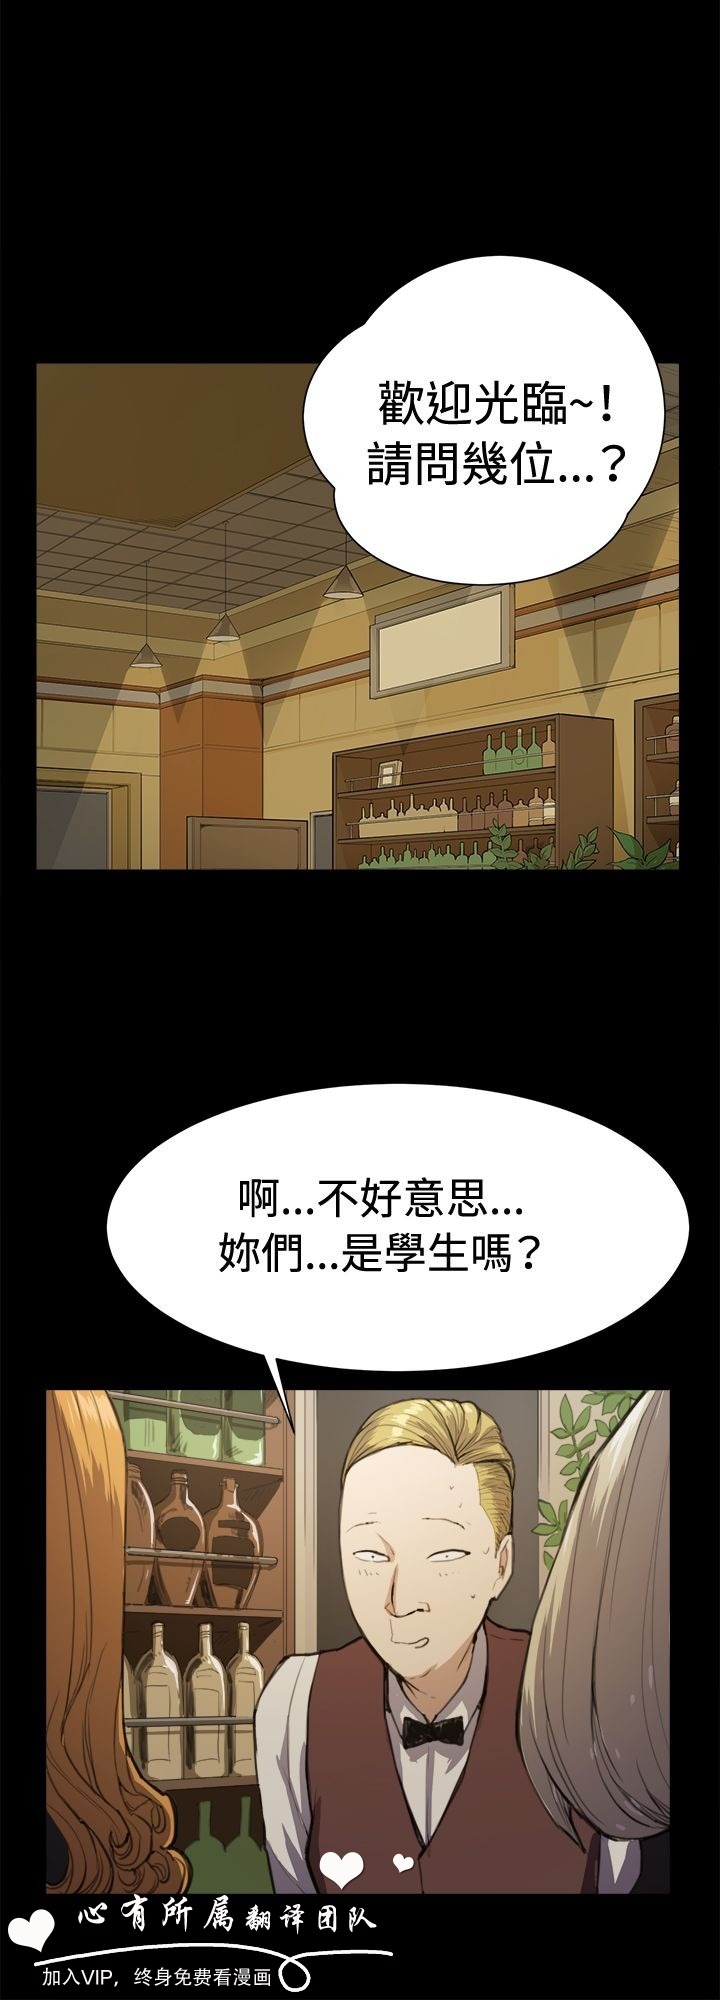 歡迎光臨~!
請問幾位...?
啊...不好意思...
妳們...是學生嗎?
心有所属翻译团队
加入VIP，终身免费看漫画